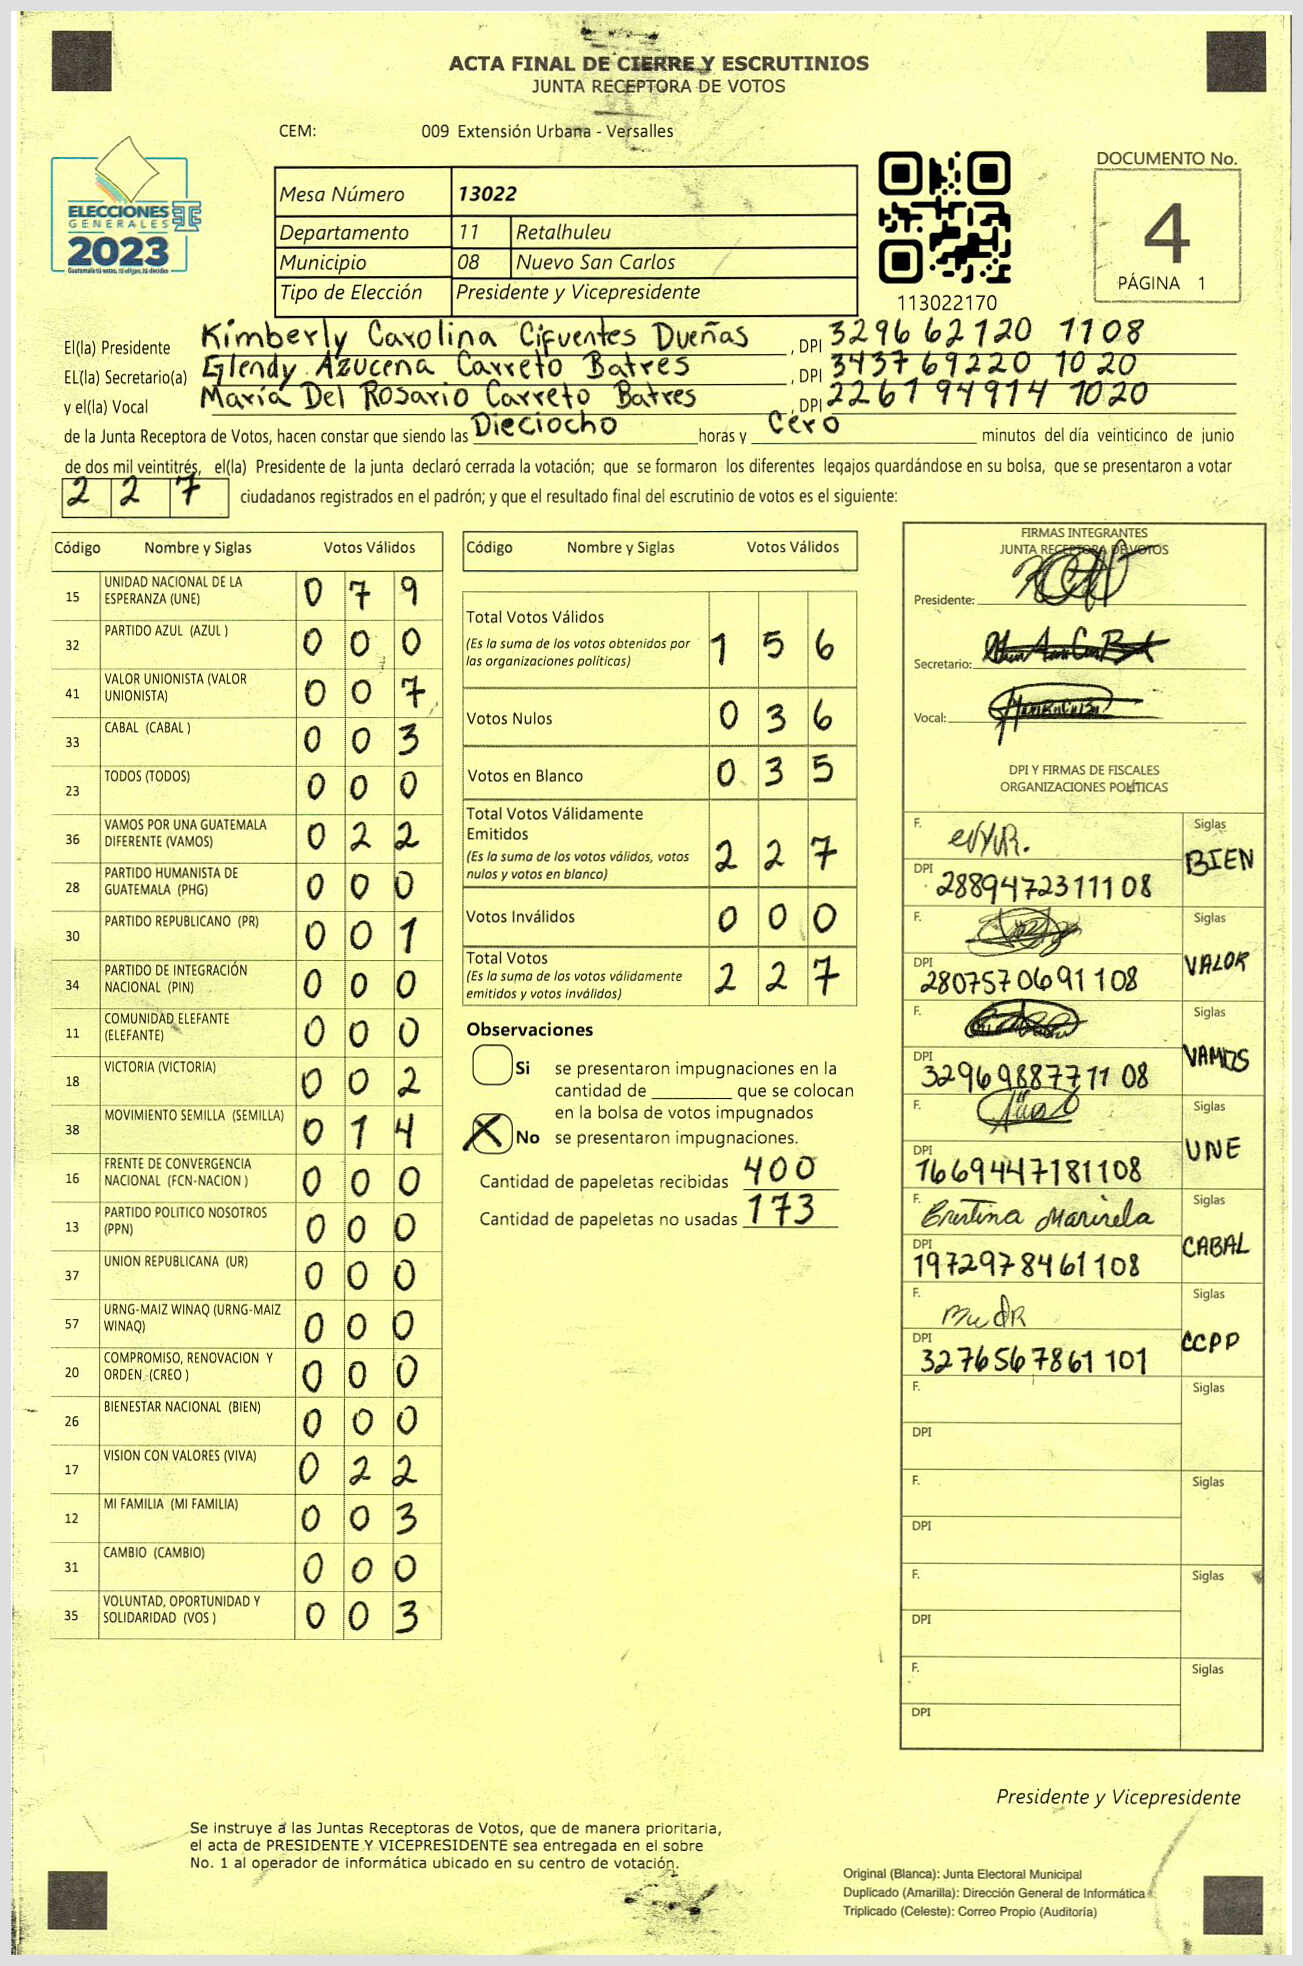 ACTA FINAL DE CIERRE Y ESCRUTINIOS
JUNTA RECEPTORA DE VOTOS
CEM: 009 Extensión Urbana - Versalles
ELECCIONES
GENERALES
2023
Mesa Número 13022
Departamento 11 Retalhuleu
Municipio 08 Nuevo San Carlos
Tipo de Elección Presidente y Vicepresidente
113022170
DOCUMENTO No.
4
PÁGINA 1
El(la) Presidente Kimberly Carolina Cifuentes Dueñas, DPI 3296 62120 1108
EL(la) Secretario(a) Glendy Azucena Carreto Batres, DPI 3437 69220 1020
y el(la) Vocal María Del Rosario Carreto Batres, DPI 2261 94914 1020
de la Junta Receptora de Votos, hacen constar que siendo las Dieciocho horas y Cero minutos del día veinticinco de junio
de dos mil veintitrés, el(la) Presidente de la junta declaró cerrada la votación; que se formaron los diferentes legajos guardándose en su bolsa, que se presentaron a votar
2 2 7 ciudadanos registrados en el padrón; y que el resultado final del escrutinio de votos es el siguiente:
Código Nombre y Siglas Votos Válidos
15 UNIDAD NACIONAL DE LA ESPERANZA (UNE) 0 7 9
32 PARTIDO AZUL (AZUL ) 0 0 0
41 VALOR UNIONISTA (VALOR UNIONISTA) 0 0 7
33 CABAL (CABAL ) 0 0 3
23 TODOS (TODOS) 0 0 0
36 VAMOS POR UNA GUATEMALA DIFERENTE (VAMOS) 0 2 2
28 PARTIDO HUMANISTA DE GUATEMALA (PHG) 0 0 0
30 PARTIDO REPUBLICANO (PR) 0 0 1
34 PARTIDO DE INTEGRACIÓN NACIONAL (PIN) 0 0 0
11 COMUNIDAD ELEFANTE (ELEFANTE) 0 0 0
18 VICTORIA (VICTORIA) 0 0 2
38 MOVIMIENTO SEMILLA (SEMILLA) 0 1 4
16 FRENTE DE CONVERGENCIA NACIONAL (FCN-NACION ) 0 0 0
13 PARTIDO POLITICO NOSOTROS (PPN) 0 0 0
37 UNION REPUBLICANA (UR) 0 0 0
57 URNG-MAIZ WINAQ (URNG-MAIZ WINAQ) 0 0 0
20 COMPROMISO, RENOVACION Y ORDEN (CREO ) 0 0 0
26 BIENESTAR NACIONAL (BIEN) 0 0 0
17 VISION CON VALORES (VIVA) 0 2 2
12 MI FAMILIA (MI FAMILIA) 0 0 3
31 CAMBIO (CAMBIO) 0 0 0
35 VOLUNTAD, OPORTUNIDAD Y SOLIDARIDAD (VOS ) 0 0 3
Código Nombre y Siglas Votos Válidos
Total Votos Válidos 1 5 6
(Es la suma de los votos obtenidos por
las organizaciones políticas)
Votos Nulos 0 3 6
Votos en Blanco 0 3 5
Total Votos Válidamente
Emitidos 2 2 7
(Es la suma de los votos válidos, votos
nulos y votos en blanco)
Votos Inválidos 0 0 0
Total Votos 2 2 7
(Es la suma de los votos válidamente
emitidos y votos inválidos)
Observaciones
Si se presentaron impugnaciones en la
cantidad de ________ que se colocan
en la bolsa de votos impugnados
X No se presentaron impugnaciones.
Cantidad de papeletas recibidas 400
Cantidad de papeletas no usadas 173
FIRMAS INTEGRANTES
JUNTA RECEPTORA DE VOTOS
Presidente:
Secretario:
Vocal:
DPI Y FIRMAS DE FISCALES
ORGANIZACIONES POLÍTICAS
F. Siglas
DPI 2889472311108 BIEN
F. Siglas
DPI 2807570691108 VALOR
F. Siglas
DPI 3296988771108 VAMOS
F. Siglas
DPI 1669447181108 UNE
F. Cristina Maricela Siglas
DPI 1972978461108 CABAL
F. Siglas
DPI 3276567861101 CCPP
F. Siglas
DPI
F. Siglas
DPI
F. Siglas
DPI
F. Siglas
DPI
Presidente y Vicepresidente
Se instruye a las Juntas Receptoras de Votos, que de manera prioritaria,
el acta de PRESIDENTE Y VICEPRESIDENTE sea entregada en el sobre
No. 1 al operador de informática ubicado en su centro de votación.
Original (Blanca): Junta Electoral Municipal
Duplicado (Amarilla): Dirección General de Informática
Triplicado (Celeste): Correo Propio (Auditoría)